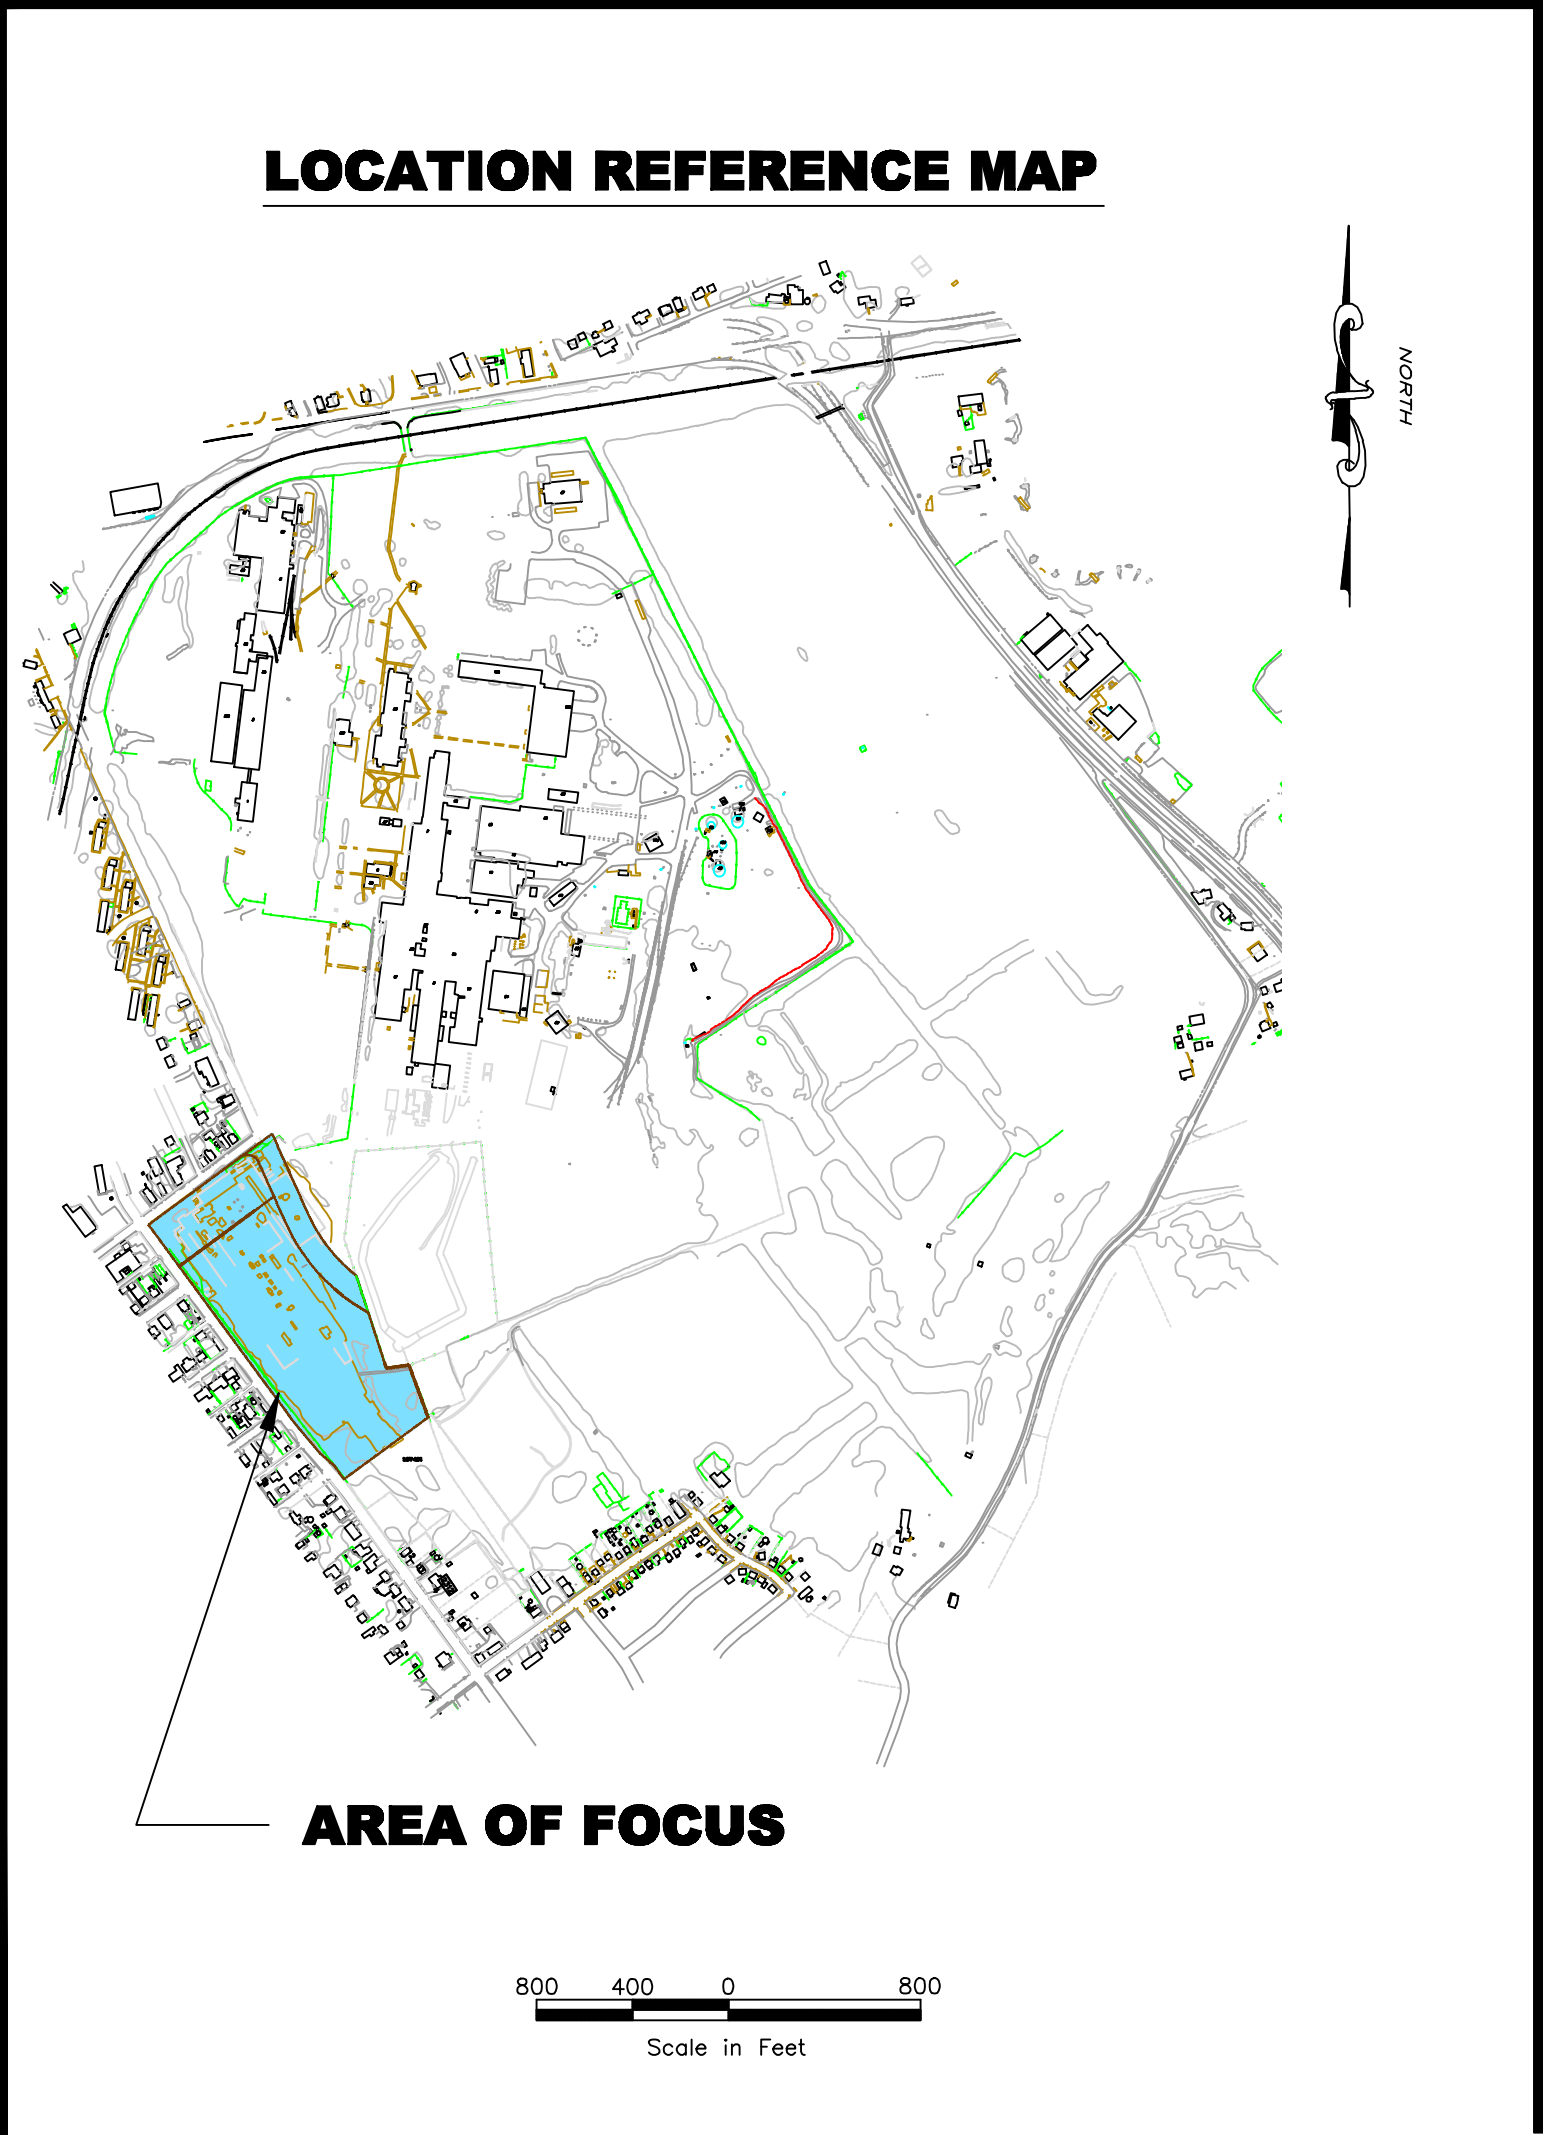 LOCATION REFERENCE MAP
NORTH
AREA OF FOCUS
800 400 0 800
Scale in Feet